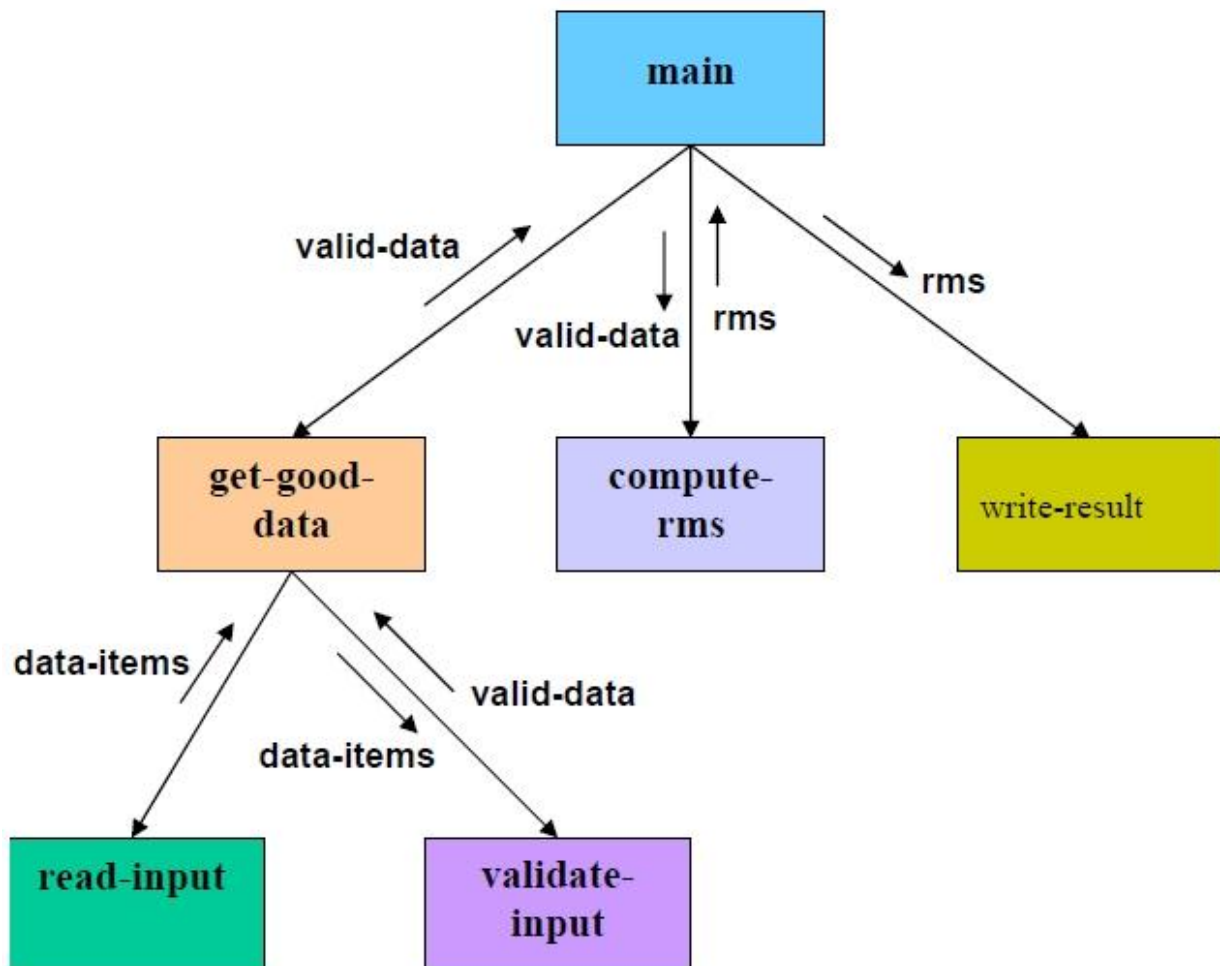 main
valid-data
rms
valid-data
rms
get-good-
data
compute-
rms
write-result
data-items
valid-data
data-items
read-input
validate-
input